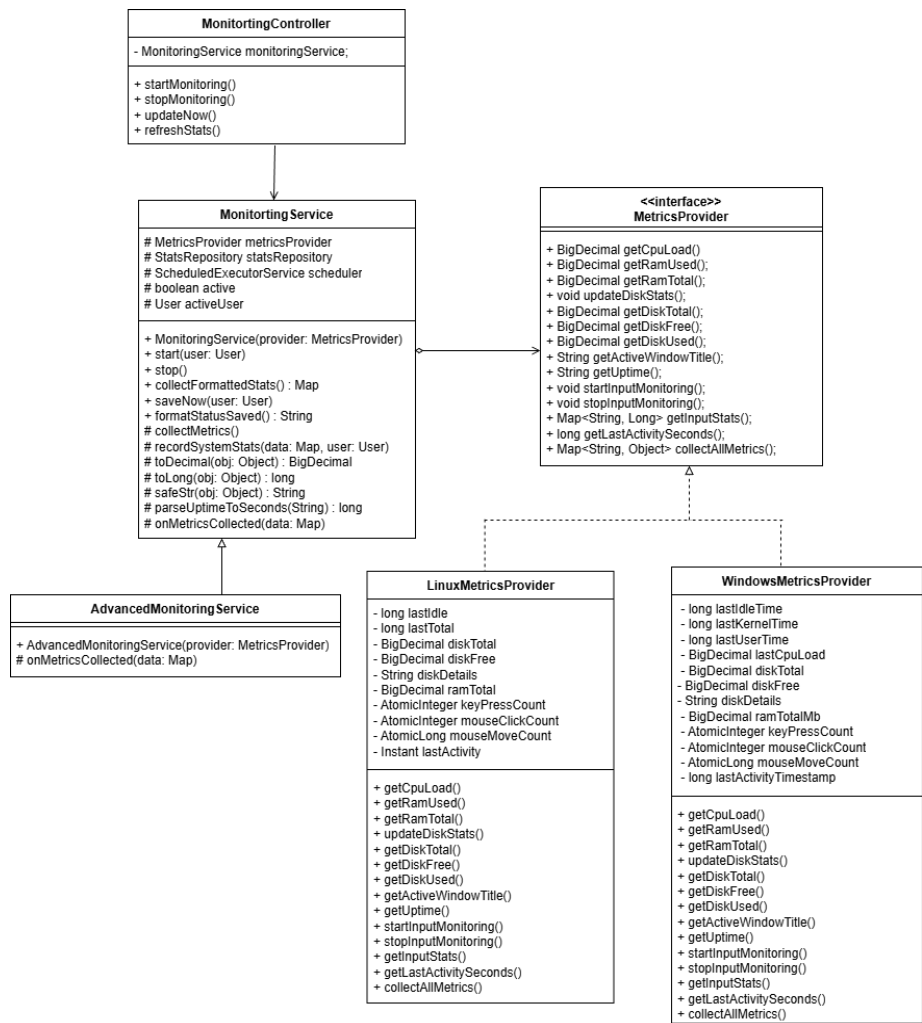 MonitortingController
- MonitoringService monitoringService;
+ startMonitoring()
+ stopMonitoring()
+ updateNow()
+ refreshStats()
MonitortingService
# MetricsProvider metricsProvider
# StatsRepository statsRepository
# ScheduledExecutorService scheduler
# boolean active
# User activeUser
+ MonitoringService(provider: MetricsProvider)
+ start(user: User)
+ stop()
+ collectFormattedStats() : Map
+ saveNow(user: User)
+ formatStatusSaved() : String
# collectMetrics()
# recordSystemStats(data: Map, user: User)
# toDecimal(obj: Object) : BigDecimal
# toLong(obj: Object) : long
# safeStr(obj: Object) : String
# parseUptimeToSeconds(String) : long
# onMetricsCollected(data: Map)
<<interface>>
MetricsProvider
+ BigDecimal getCpuLoad()
+ BigDecimal getRamUsed();
+ BigDecimal getRamTotal();
+ void updateDiskStats();
+ BigDecimal getDiskTotal();
+ BigDecimal getDiskFree();
+ BigDecimal getDiskUsed();
+ String getActiveWindowTitle();
+ String getUptime();
+ void startInputMonitoring();
+ void stopInputMonitoring();
+ Map<String, Long> getInputStats();
+ long getLastActivitySeconds();
+ Map<String, Object> collectAllMetrics();
AdvancedMonitoringService
+ AdvancedMonitoringService(provider: MetricsProvider)
# onMetricsCollected(data: Map)
LinuxMetricsProvider
- long lastIdle
- long lastTotal
- BigDecimal diskTotal
- BigDecimal diskFree
- String diskDetails
- BigDecimal ramTotal
- AtomicInteger keyPressCount
- AtomicInteger mouseClickCount
- AtomicLong mouseMoveCount
- Instant lastActivity
+ getCpuLoad()
+ getRamUsed()
+ getRamTotal()
+ updateDiskStats()
+ getDiskTotal()
+ getDiskFree()
+ getDiskUsed()
+ getActiveWindowTitle()
+ getUptime()
+ startInputMonitoring()
+ stopInputMonitoring()
+ getInputStats()
+ getLastActivitySeconds()
+ collectAllMetrics()
WindowsMetricsProvider
- long lastIdleTime
- long lastKernelTime
- long lastUserTime
- BigDecimal lastCpuLoad
- BigDecimal diskTotal
- BigDecimal diskFree
- String diskDetails
- BigDecimal ramTotalMb
- AtomicInteger keyPressCount
- AtomicInteger mouseClickCount
- AtomicLong mouseMoveCount
- long lastActivityTimestamp
+ getCpuLoad()
+ getRamUsed()
+ getRamTotal()
+ updateDiskStats()
+ getDiskTotal()
+ getDiskFree()
+ getDiskUsed()
+ getActiveWindowTitle()
+ getUptime()
+ startInputMonitoring()
+ stopInputMonitoring()
+ getInputStats()
+ getLastActivitySeconds()
+ collectAllMetrics()